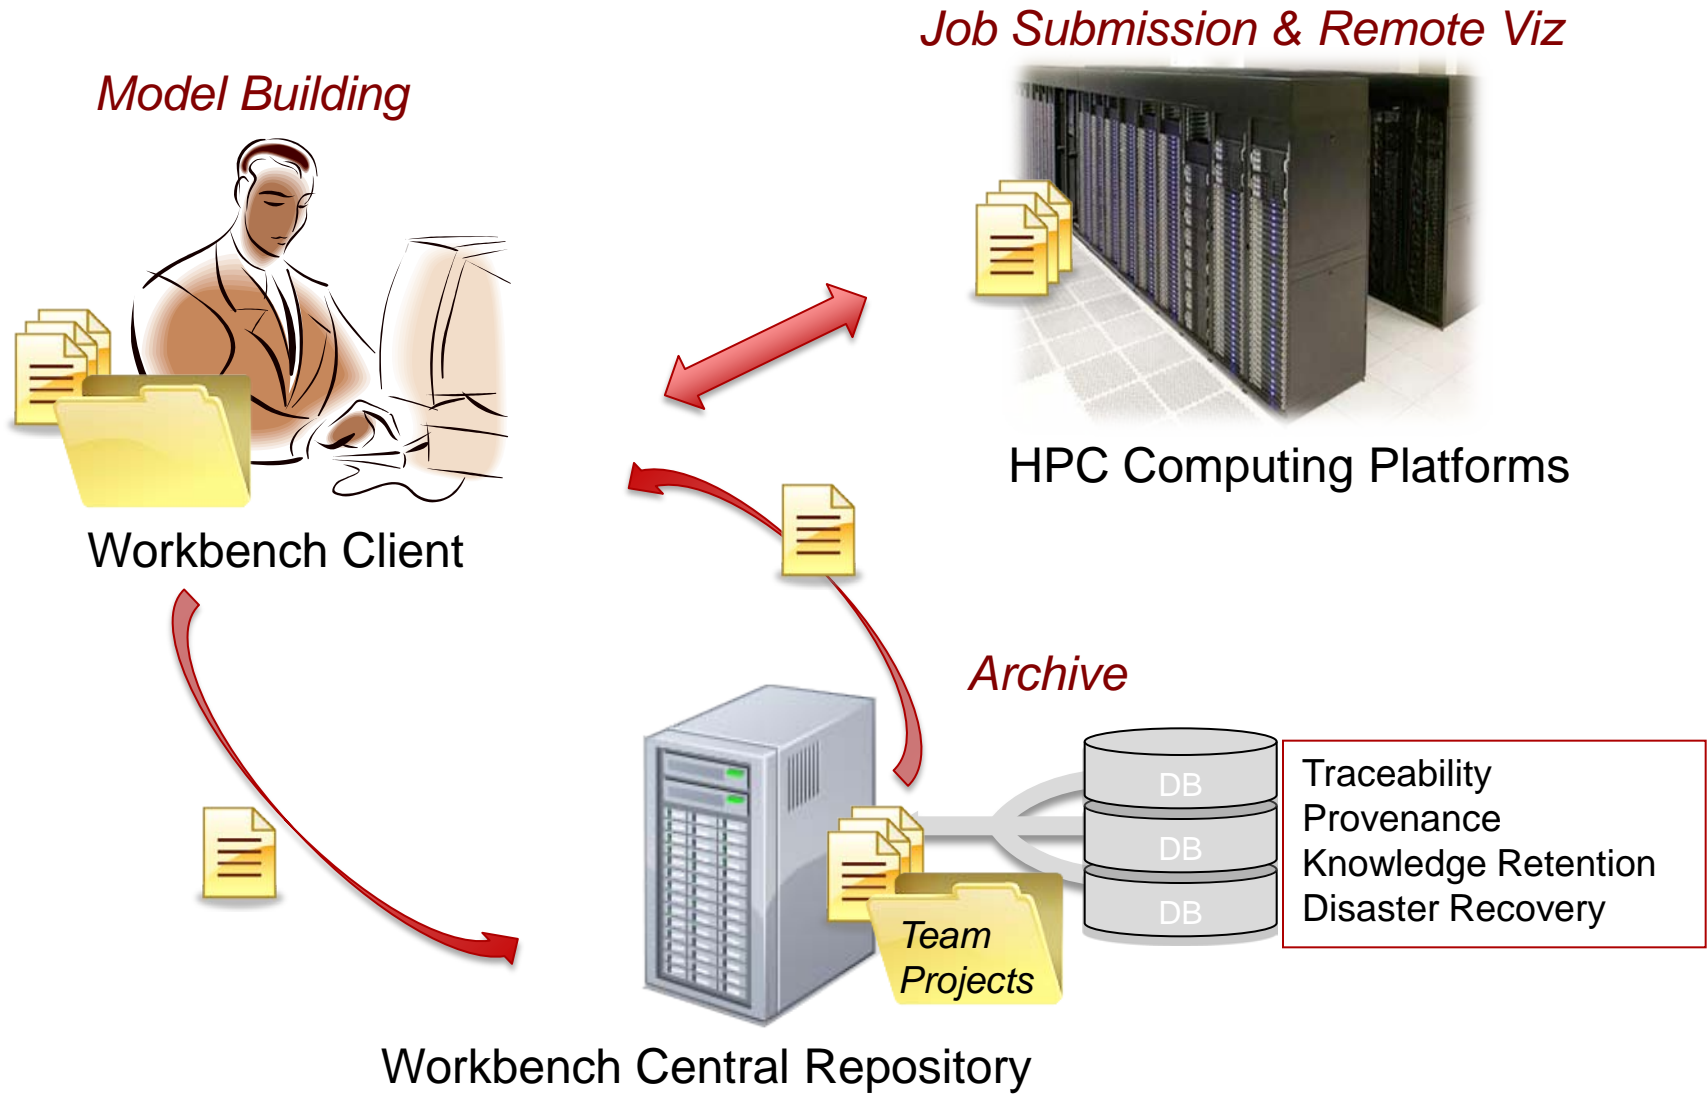 Job Submission & Remote Viz
Model Building
HPC Computing Platforms
Workbench Client
Archive
DB
DB
DB
Traceability
Provenance
Knowledge Retention
Disaster Recovery
Team
Projects
Workbench Central Repository